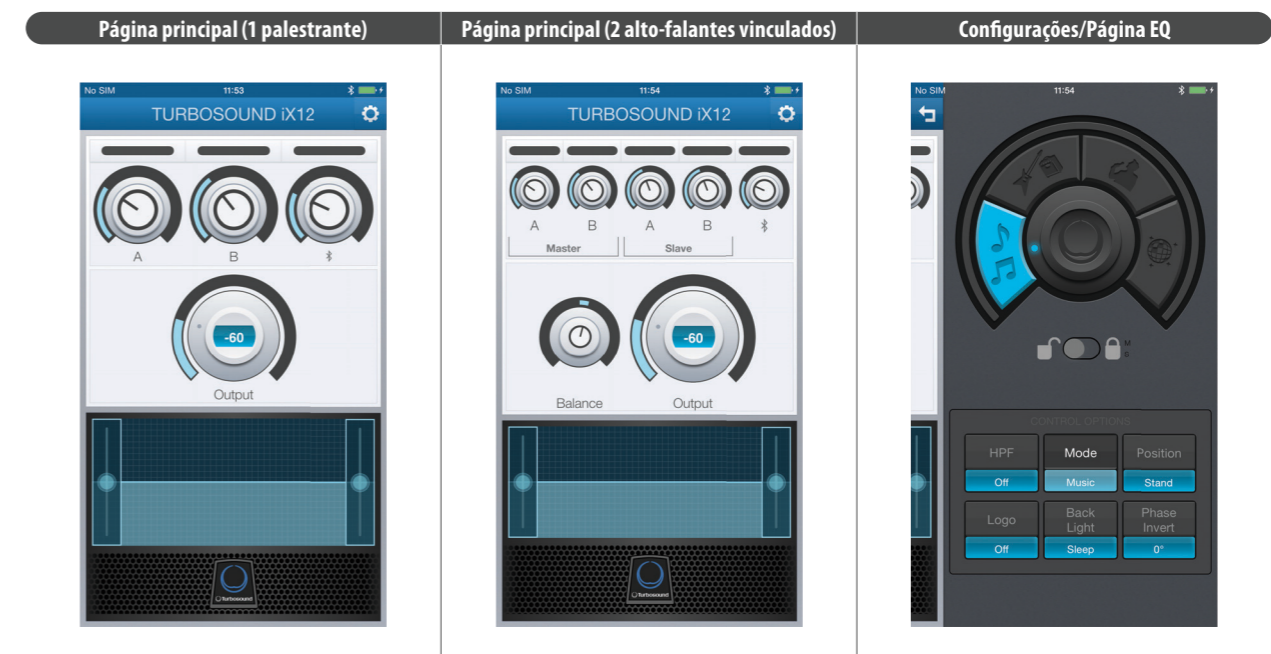 Página principal (1 palestrante)
Página principal (2 alto-falantes vinculados)
Configurações/Página EQ
No SIM 11:53
TURBOSOUND iX12
A B
-60
Output
Turbosound
No SIM 11:54
TURBOSOUND iX12
A B A B
Master Slave
-60
Balance Output
Turbosound
No SIM 11:54
M
CONTROL OPTIONS
HPF Mode Position
Off Music Stand
Logo Back Light Phase Invert
Off Sleep 0°